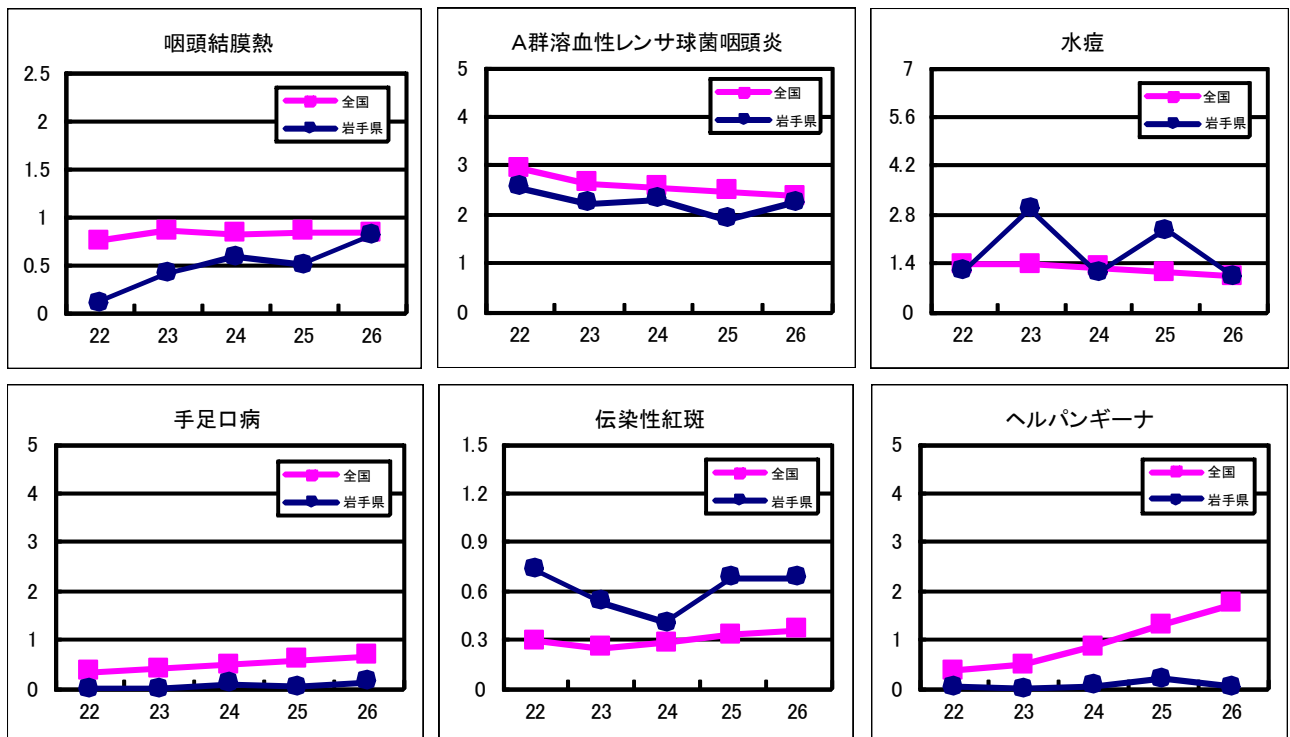 咽頭結膜熱
2.5
2
1.5
1
0.5
0
22 23 24 25 26
全国
岩手県
A群溶血性レンサ球菌咽頭炎
5
4
3
2
1
0
22 23 24 25 26
全国
岩手県
水痘
7
5.6
4.2
2.8
1.4
0
22 23 24 25 26
全国
岩手県
手足口病
5
4
3
2
1
0
22 23 24 25 26
全国
岩手県
伝染性紅斑
1.5
1.2
0.9
0.6
0.3
0
22 23 24 25 26
全国
岩手県
ヘルパンギーナ
5
4
3
2
1
0
22 23 24 25 26
全国
岩手県